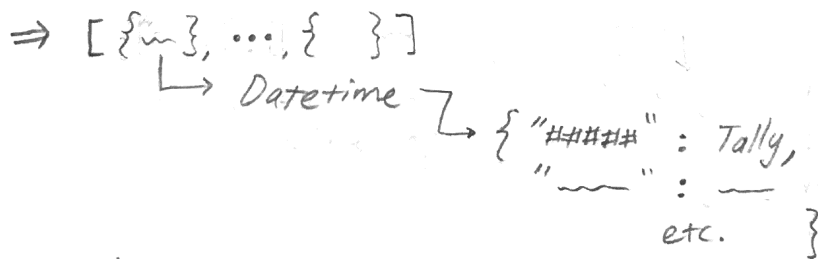 ⇒ [ { }, ..., { } ]
Datetime
{ "#####" : Tally,
" " :
etc. }